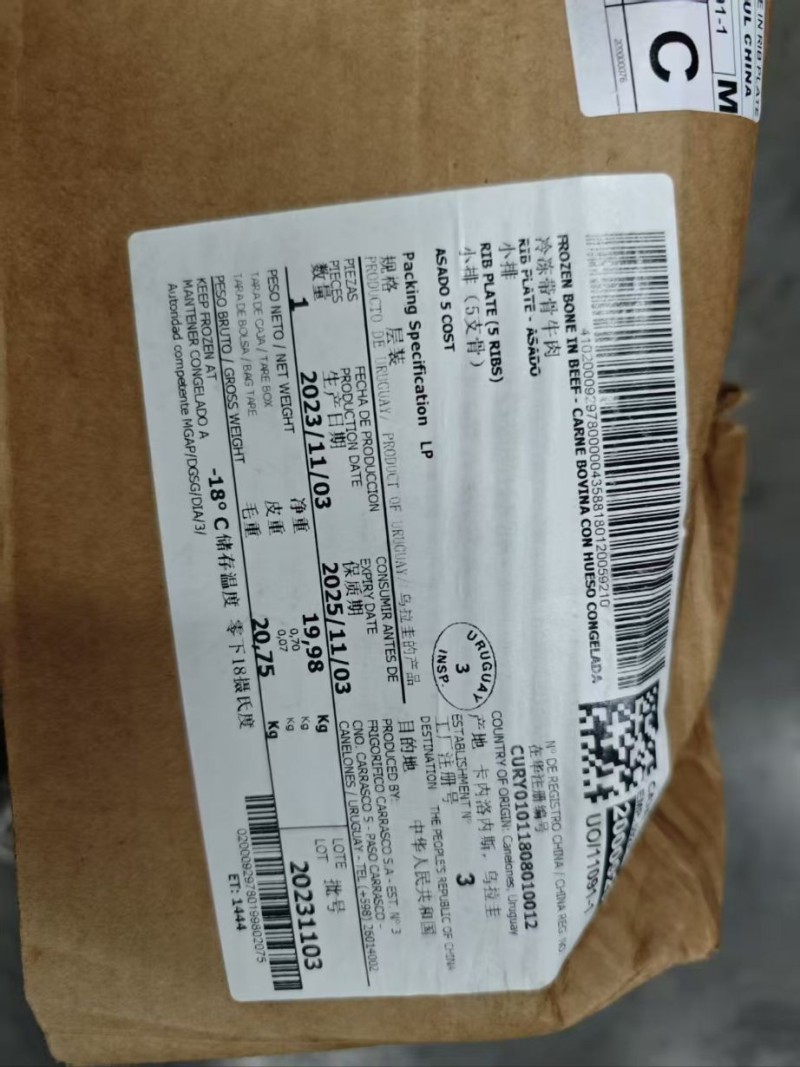 C
M
UL CHINA
41020009297800000043588180120059210
FROZEN BONE IN BEEF - CARNE BOVINA CON HUESO CONGELADA
冷冻带骨牛肉
RIB PLATE - ASADO
小排
RIB PLATE (5 RIBS)
小排（5支骨）
ASADO 5 COST
Packing Specification LP
规格 层装
PRODUCTO DE URUGUAY/ PRODUCT OF URUGUAY/ 乌拉圭的产品
PIEZAS
PIECES
数量
1
FECHA DE PRODUCCION
PRODUCTION DATE
生产日期
2023/11/03
CONSUMIR ANTES DE
EXPIRY DATE
保质期
2025/11/03
PESO NETO / NET WEIGHT 净重 19,98 Kg
TARA DE CAJA / TARE BOX 皮重 0,70 Kg
TARA DE BOLSA / BAG TARE 0,07 Kg
PESO BRUTO / GROSS WEIGHT 毛重 20,75 Kg
KEEP FROZEN AT
MANTENER CONGELADO A
-18° C 储存温度 零下18摄氏度
Autoridad competente MGAP/DGSG/DIA/3/
URUGUAY
3
INSP.
UOI11091-1
Nº DE REGISTRO CHINA / CHINA REG. NO
在华注册编号
CURY01011808010012
COUNTRY OF ORIGIN: Canelones, Uruguay
产地 卡内洛内斯，乌拉圭
ESTABLISHMENT Nº
工厂注册号 3
DESTINATION THE PEOPLE'S REPUBLIC OF CHINA
目的地 中华人民共和国
PRODUCED BY:
FRIGORIFICO CARRASCO S.A - EST. Nº 3
CNO. CARRASCO S - PASO CARRASCO -
CANELONES / URUGUAY - TEL (+598) 26014002
LOTE 批号
LOT
20231103
0200092978019980 2075
ET: 1444